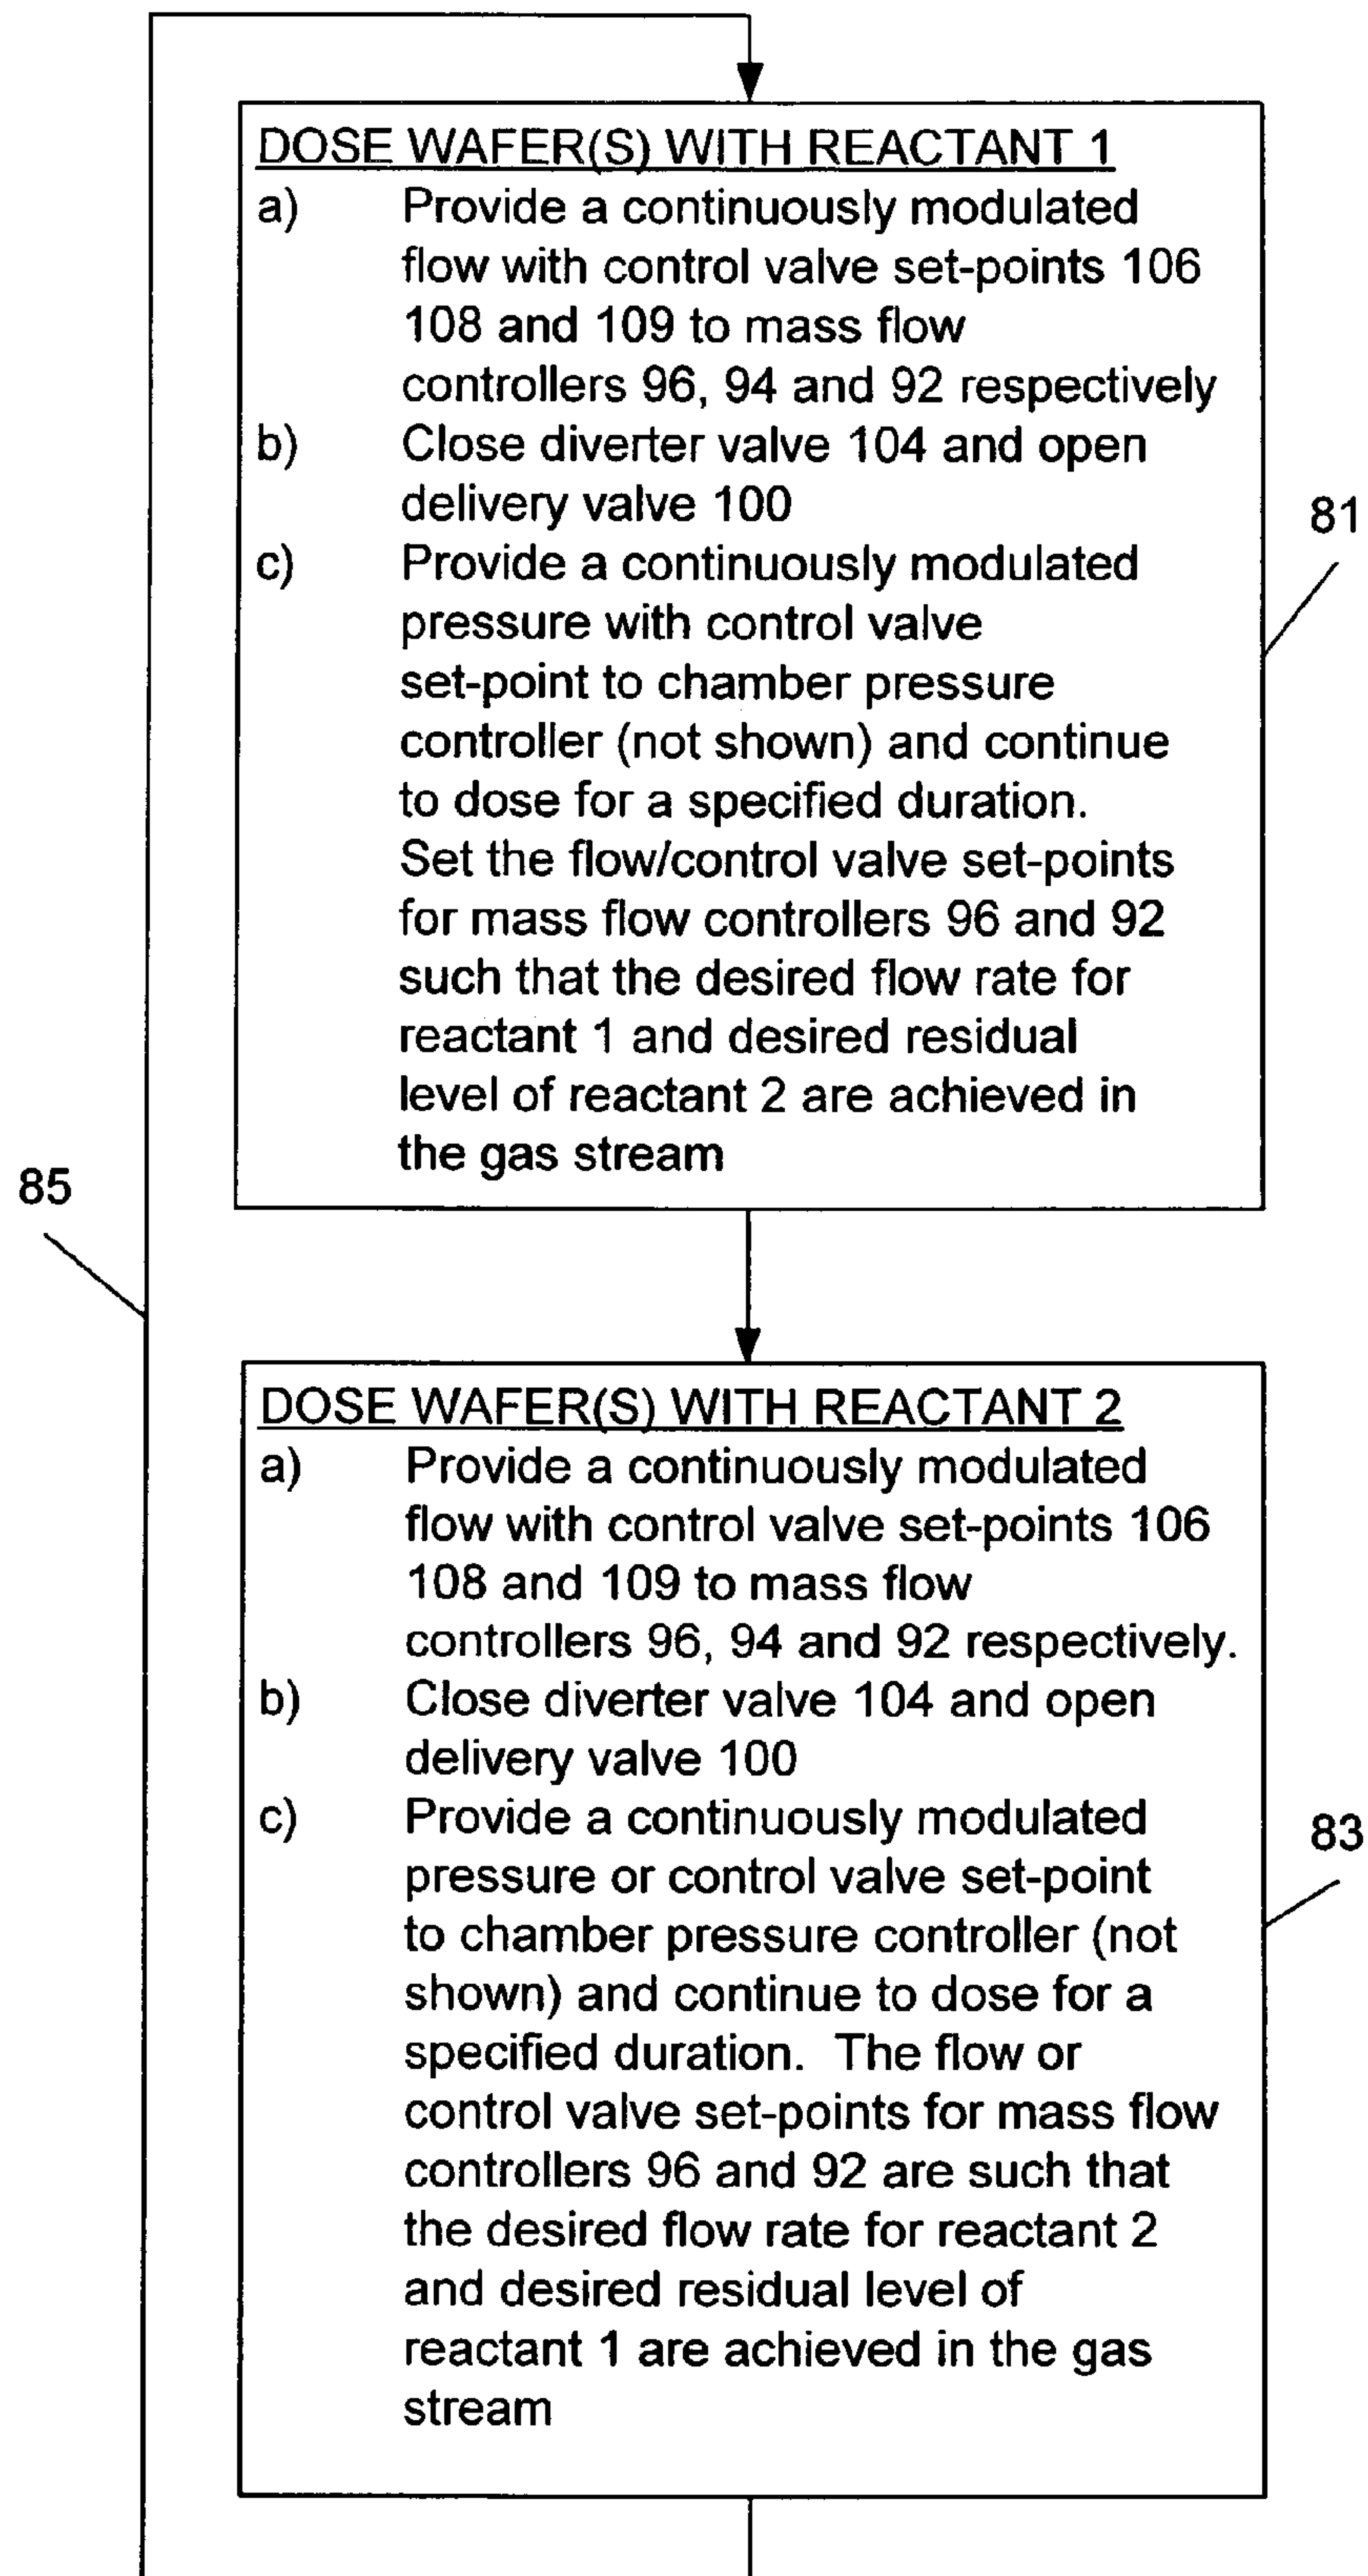 DOSE WAFER(S) WITH REACTANT 1
a) Provide a continuously modulated
flow with control valve set-points 106
108 and 109 to mass flow
controllers 96, 94 and 92 respectively
b) Close diverter valve 104 and open
delivery valve 100
c) Provide a continuously modulated
pressure with control valve
set-point to chamber pressure
controller (not shown) and continue
to dose for a specified duration.
Set the flow/control valve set-points
for mass flow controllers 96 and 92
such that the desired flow rate for
reactant 1 and desired residual
level of reactant 2 are achieved in
the gas stream
81
85
DOSE WAFER(S) WITH REACTANT 2
a) Provide a continuously modulated
flow with control valve set-points 106
108 and 109 to mass flow
controllers 96, 94 and 92 respectively.
b) Close diverter valve 104 and open
delivery valve 100
c) Provide a continuously modulated
pressure or control valve set-point
to chamber pressure controller (not
shown) and continue to dose for a
specified duration. The flow or
control valve set-points for mass flow
controllers 96 and 92 are such that
the desired flow rate for reactant 2
and desired residual level of
reactant 1 are achieved in the gas
stream
83